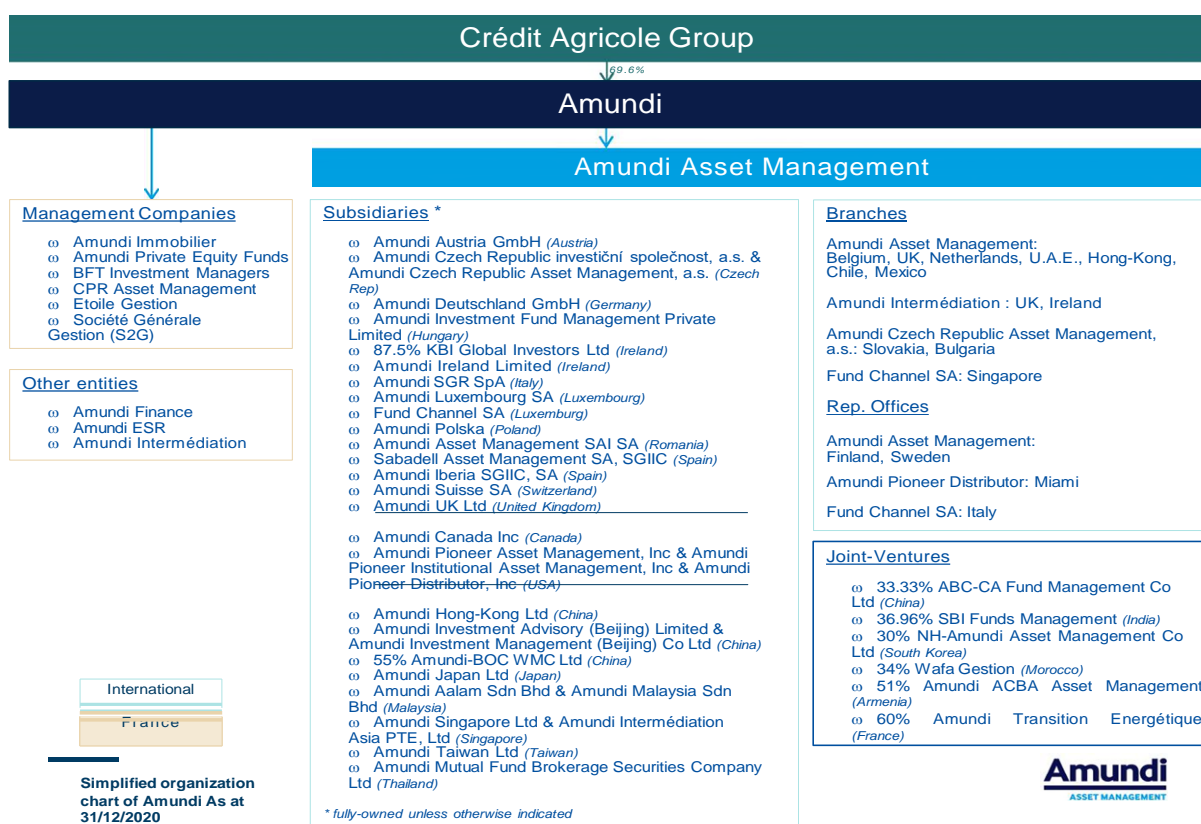 Crédit Agricole Group
69.6%
Amundi
Amundi Asset Management
Management Companies
ω Amundi Immobilier
ω Amundi Private Equity Funds
ω BFT Investment Managers
ω CPR Asset Management
ω Etoile Gestion
ω Société Générale
Gestion (S2G)
Other entities
ω Amundi Finance
ω Amundi ESR
ω Amundi Intermédiation
Subsidiaries *
ω Amundi Austria GmbH (Austria)
ω Amundi Czech Republic investiční společnost, a.s. &
Amundi Czech Republic Asset Management, a.s. (Czech
Rep)
ω Amundi Deutschland GmbH (Germany)
ω Amundi Investment Fund Management Private
Limited (Hungary)
ω 87.5% KBI Global Investors Ltd (Ireland)
ω Amundi Ireland Limited (Ireland)
ω Amundi SGR SpA (Italy)
ω Amundi Luxembourg SA (Luxembourg)
ω Fund Channel SA (Luxemburg)
ω Amundi Polska (Poland)
ω Amundi Asset Management SAI SA (Romania)
ω Sabadell Asset Management SA, SGIIC (Spain)
ω Amundi Iberia SGIIC, SA (Spain)
ω Amundi Suisse SA (Switzerland)
ω Amundi UK Ltd (United Kingdom)
ω Amundi Canada Inc (Canada)
ω Amundi Pioneer Asset Management, Inc & Amundi
Pioneer Institutional Asset Management, Inc & Amundi
Pioneer Distributor, Inc (USA)
ω Amundi Hong-Kong Ltd (China)
ω Amundi Investment Advisory (Beijing) Limited &
Amundi Investment Management (Beijing) Co Ltd (China)
ω 55% Amundi-BOC WMC Ltd (China)
ω Amundi Japan Ltd (Japan)
ω Amundi Aalam Sdn Bhd & Amundi Malaysia Sdn
Bhd (Malaysia)
ω Amundi Singapore Ltd & Amundi Intermédiation
Asia PTE, Ltd (Singapore)
ω Amundi Taiwan Ltd (Taiwan)
ω Amundi Mutual Fund Brokerage Securities Company
Ltd (Thailand)
* fully-owned unless otherwise indicated
Branches
Amundi Asset Management:
Belgium, UK, Netherlands, U.A.E., Hong-Kong,
Chile, Mexico
Amundi Intermédiation : UK, Ireland
Amundi Czech Republic Asset Management,
a.s.: Slovakia, Bulgaria
Fund Channel SA: Singapore
Rep. Offices
Amundi Asset Management:
Finland, Sweden
Amundi Pioneer Distributor: Miami
Fund Channel SA: Italy
Joint-Ventures
ω 33.33% ABC-CA Fund Management Co
Ltd (China)
ω 36.96% SBI Funds Management (India)
ω 30% NH-Amundi Asset Management Co
Ltd (South Korea)
ω 34% Wafa Gestion (Morocco)
ω 51% Amundi ACBA Asset Management
(Armenia)
ω 60% Amundi Transition Energétique
(France)
International
France
Simplified organization
chart of Amundi As at
31/12/2020
Amundi
ASSET MANAGEMENT